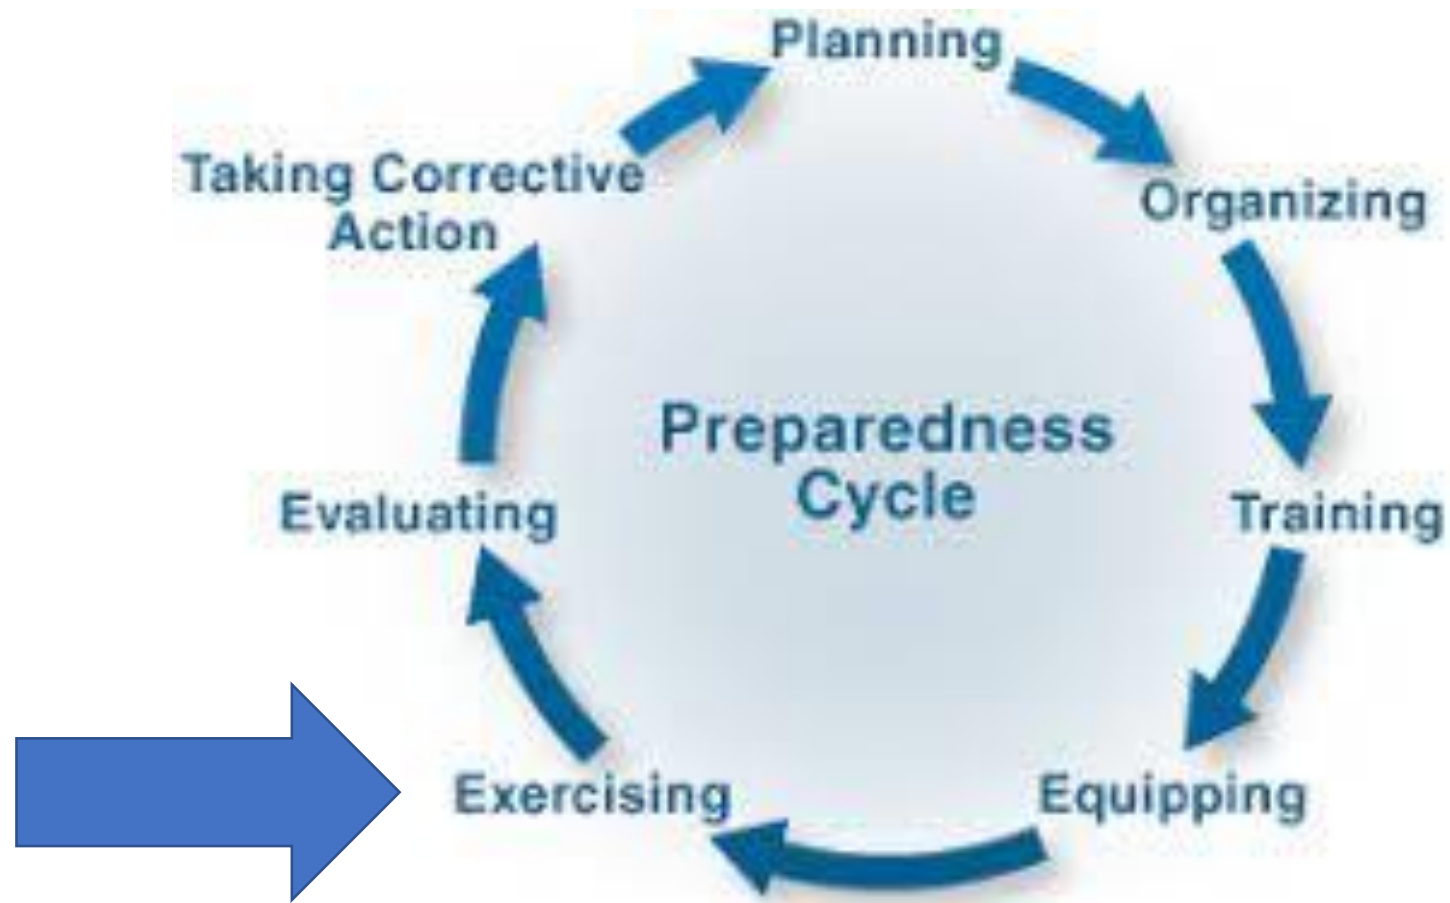 Planning
Organizing
Training
Equipping
Exercising
Evaluating
Taking Corrective
Action
Preparedness
Cycle